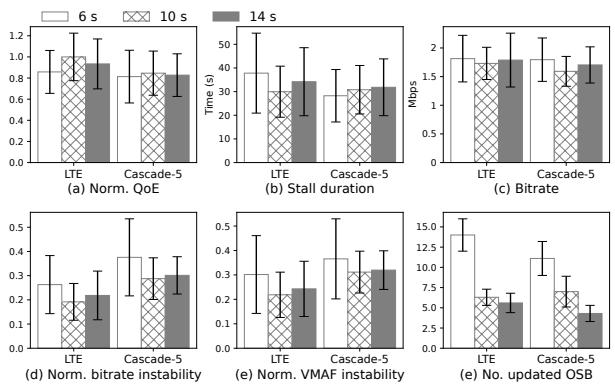 6 s 10 s 14 s
1.2
1.0
0.8
0.6
0.4
0.2
0.0
LTE Cascade-5
(a) Norm. QoE
Time (s)
50
40
30
20
10
0
LTE Cascade-5
(b) Stall duration
Mbps
2
1.5
1
0.5
0
LTE Cascade-5
(c) Bitrate
0.6
0.5
0.4
0.3
0.2
0.1
0.0
LTE Cascade-5
(d) Norm. bitrate instability
0.6
0.5
0.4
0.3
0.2
0.1
0.0
LTE Cascade-5
(e) Norm. VMAF instability
15.0
12.5
10.0
7.5
5.0
2.5
0.0
LTE Cascade-5
(e) No. updated OSB